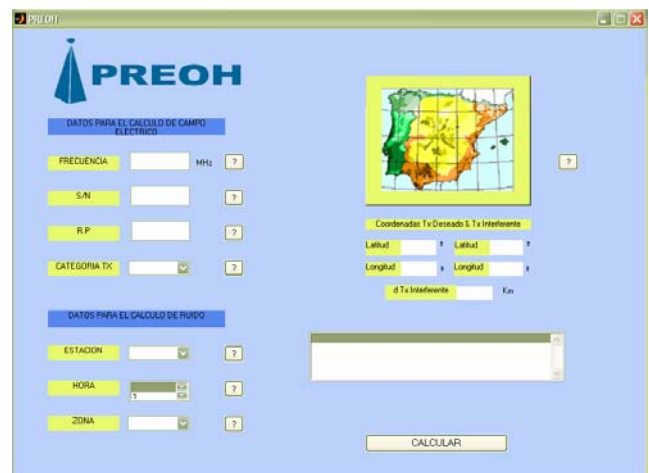 PREOH
PREOH
DATOS PARA EL CALCULO DE CAMPO
ELECTRICO
FRECUENCIA
MHz
?
S/N
?
R.P
?
CATEGORIA TX
?
DATOS PARA EL CALCULO DE RUIDO
ESTACION
?
HORA
1
?
ZONA
?
?
Coordenadas Tx Deseado & Tx Interferente
Latitud
Latitud
Longitud
Longitud
d Tx Interferente
Km
CALCULAR